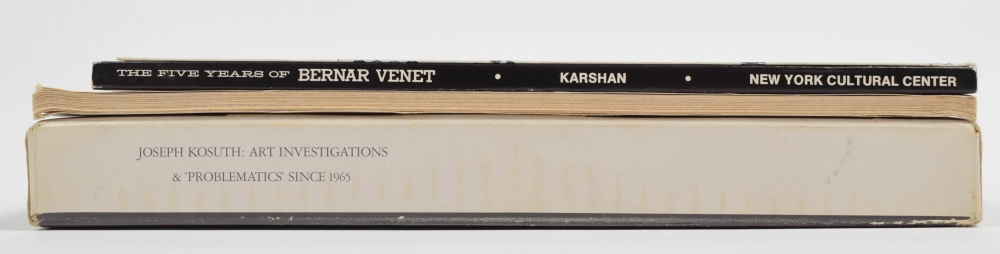 THE FIVE YEARS OF BERNAR VENET • KARSHAN • NEW YORK CULTURAL CENTER
JOSEPH KOSUTH: ART INVESTIGATIONS
& 'PROBLEMATICS' SINCE 1965